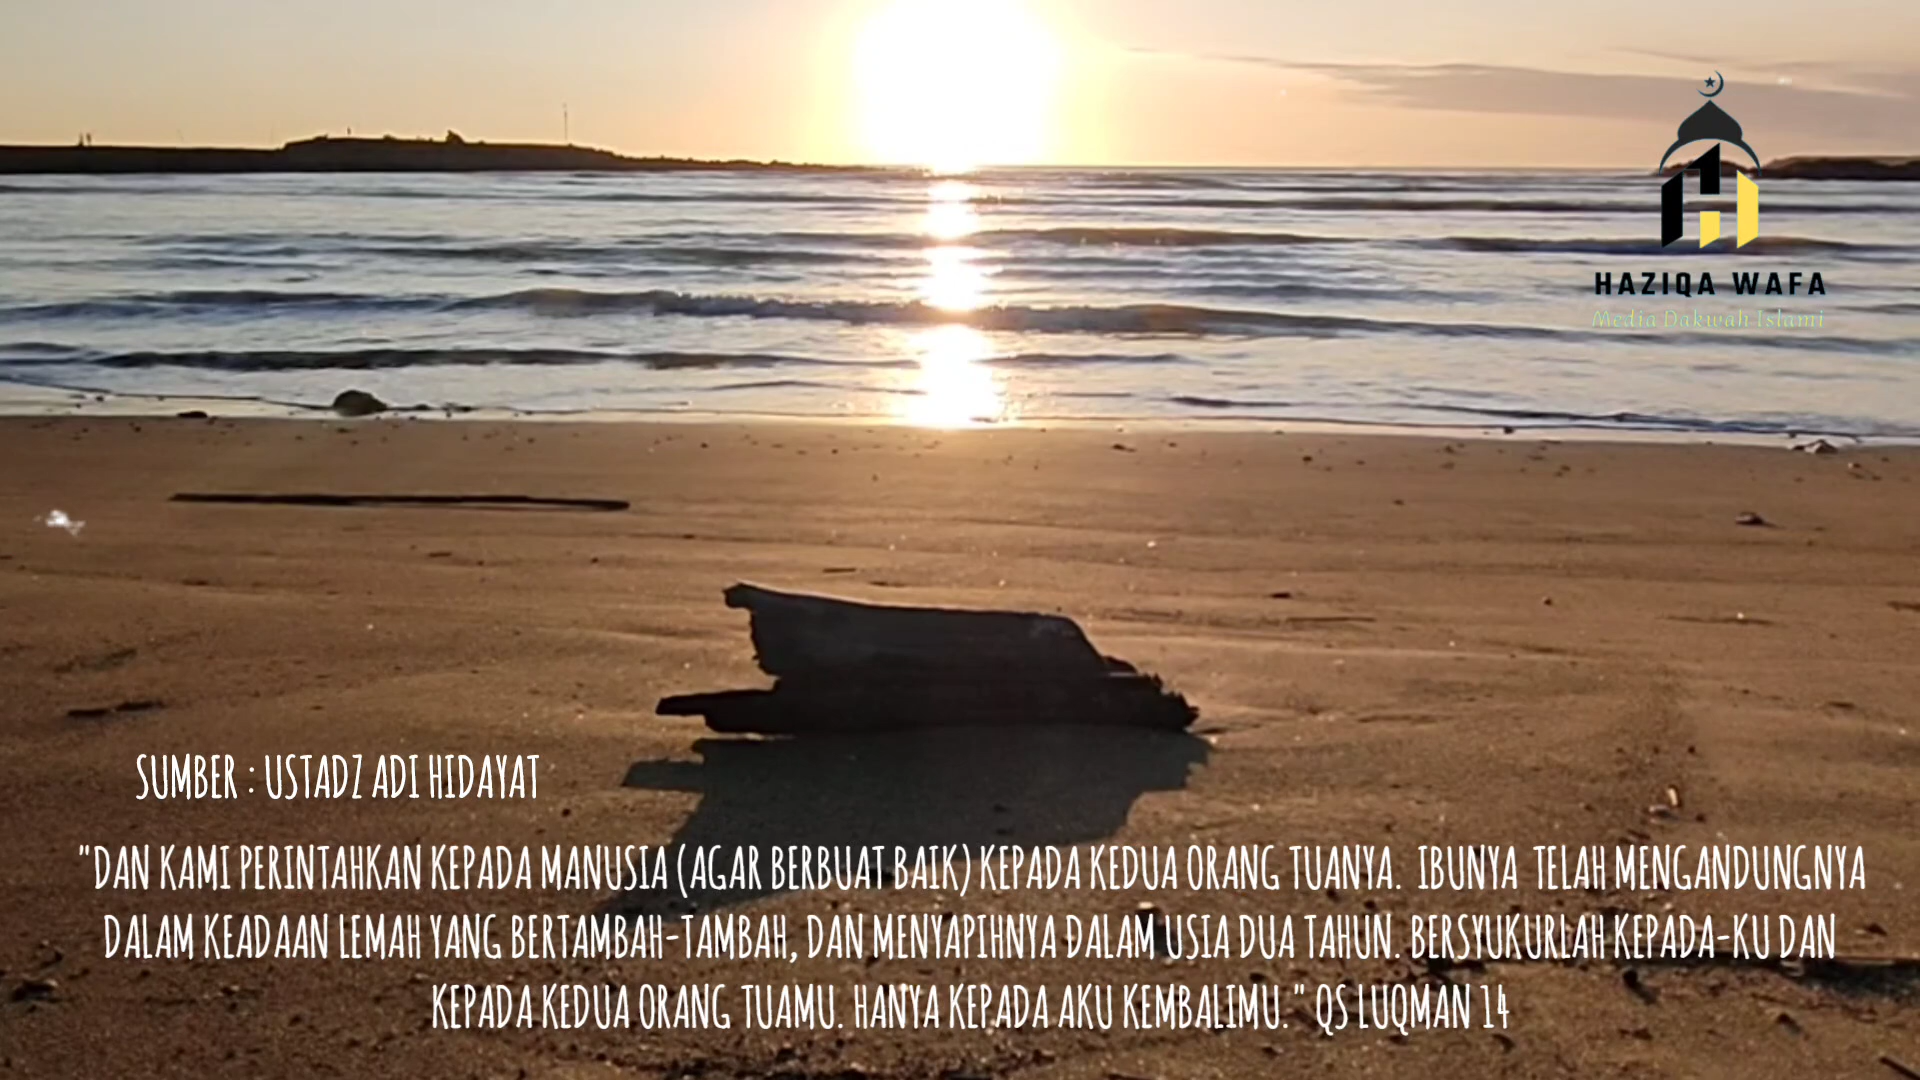 HAZIQA WAFA
Media Dakwah Islami
SUMBER : USTADZ ADI HIDAYAT
"DAN KAMI PERINTAHKAN KEPADA MANUSIA (AGAR BERBUAT BAIK) KEPADA KEDUA ORANG TUANYA. IBUNYA TELAH MENGANDUNGNYA
DALAM KEADAAN LEMAH YANG BERTAMBAH-TAMBAH, DAN MENYAPIHNYA DALAM USIA DUA TAHUN. BERSYUKURLAH KEPADA-KU DAN
KEPADA KEDUA ORANG TUAMU. HANYA KEPADA AKU KEMBALIMU." QS LUQMAN 14